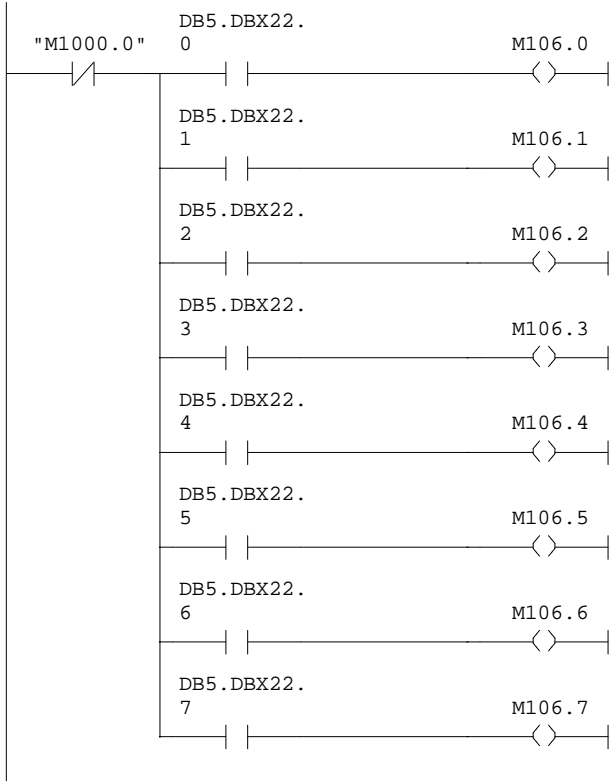 DB5.DBX22.
"M1000.0" 0 M106.0
DB5.DBX22.
1 M106.1
DB5.DBX22.
2 M106.2
DB5.DBX22.
3 M106.3
DB5.DBX22.
4 M106.4
DB5.DBX22.
5 M106.5
DB5.DBX22.
6 M106.6
DB5.DBX22.
7 M106.7